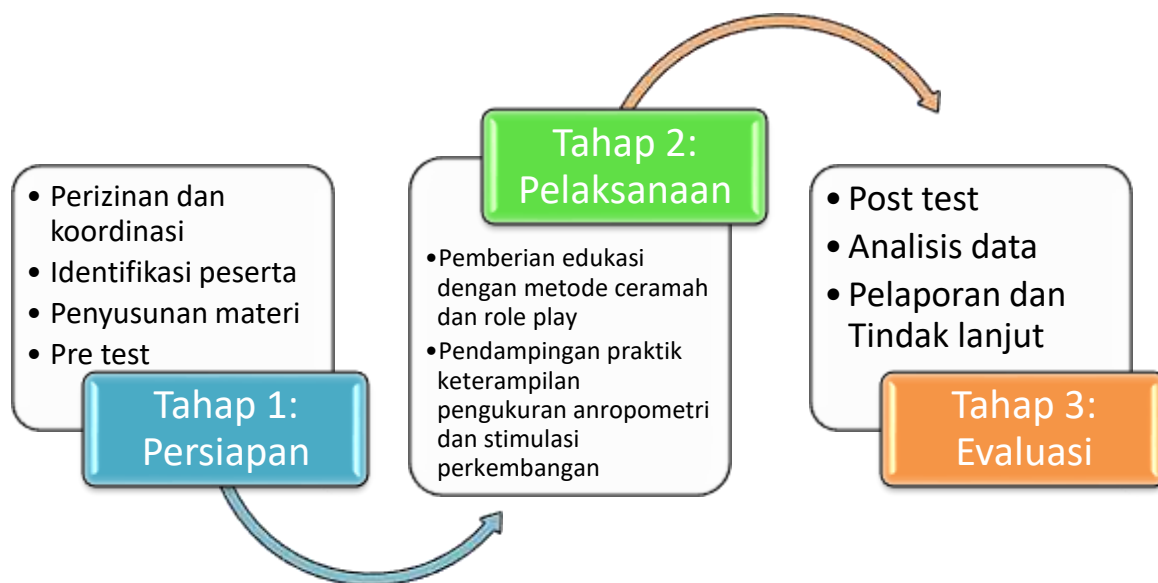 • Perizinan dan
koordinasi
• Identifikasi peserta
• Penyusunan materi
• Pre test
Tahap 1:
Persiapan
Tahap 2:
Pelaksanaan
•Pemberian edukasi
dengan metode ceramah
dan role play
•Pendampingan praktik
keterampilan
pengukuran anropometri
dan stimulasi
perkembangan
•Post test
•Analisis data
•Pelaporan dan
Tindak lanjut
Tahap 3:
Evaluasi